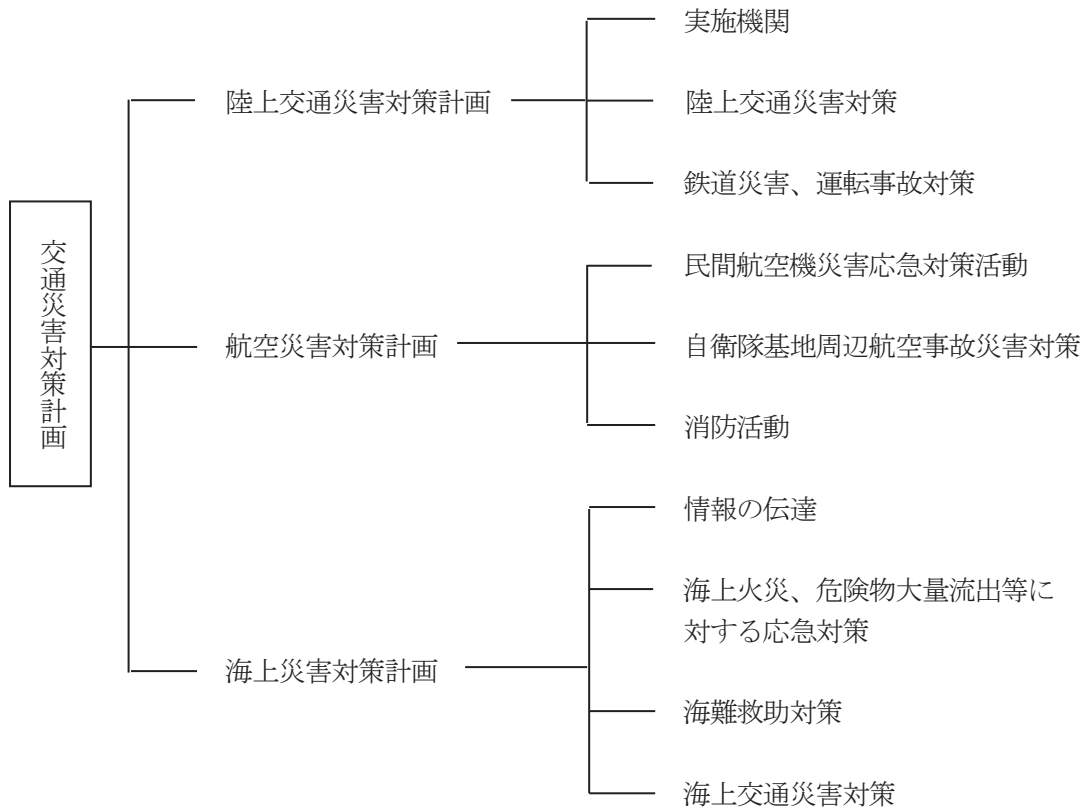 交通災害対策計画
陸上交通災害対策計画
実施機関
陸上交通災害対策
鉄道災害、運転事故対策
航空災害対策計画
民間航空機災害応急対策活動
自衛隊基地周辺航空事故災害対策
消防活動
海上災害対策計画
情報の伝達
海上火災、危険物大量流出等に
対する応急対策
海難救助対策
海上交通災害対策